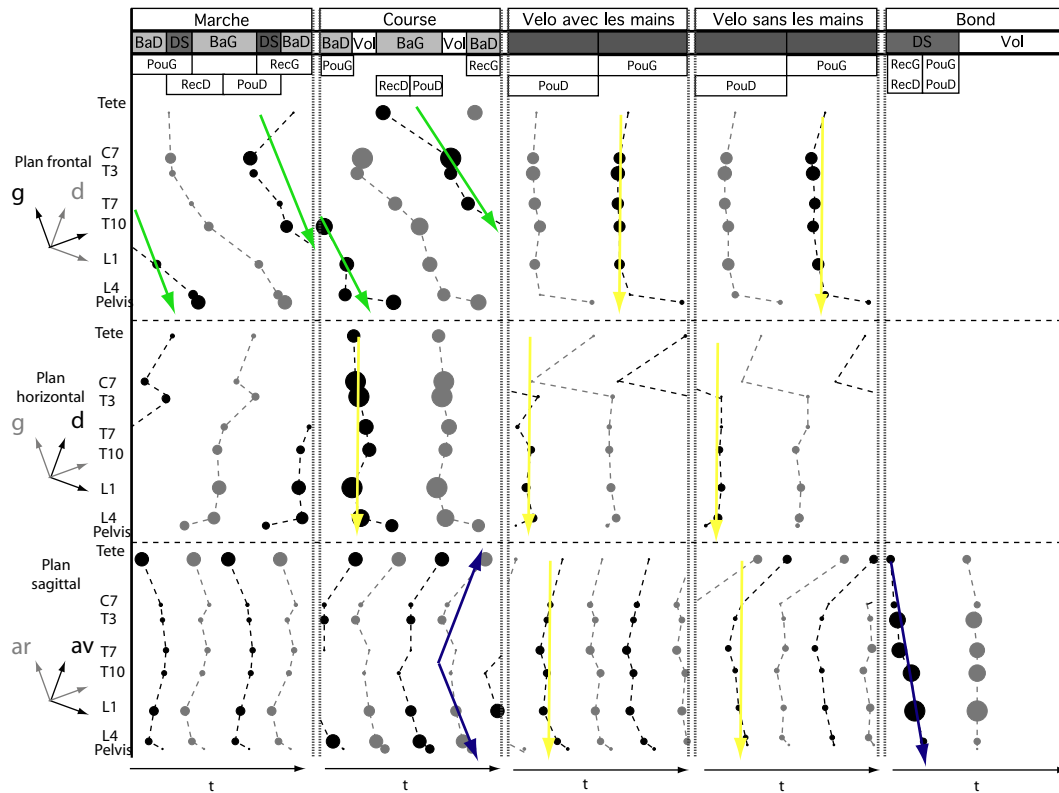 Marche Course Velo avec les mains Velo sans les mains Bond
BaD DS BaG DS BaD BaD Vol BaG Vol BaD DS Vol
PouG RecG PouG RecG PouG PouG RecG PouG
RecD PouD RecD PouD PouD PouD RecD PouD
Tete
C7
Plan frontal T3
g d T7
T10
L1
L4
Pelvis
Tete
Plan C7
horizontal T3
g d T7
T10
L1
L4
Pelvis
Tete
Plan
sagittal C7
T3
ar av T7
T10
L1
L4
Pelvis
t t t t t